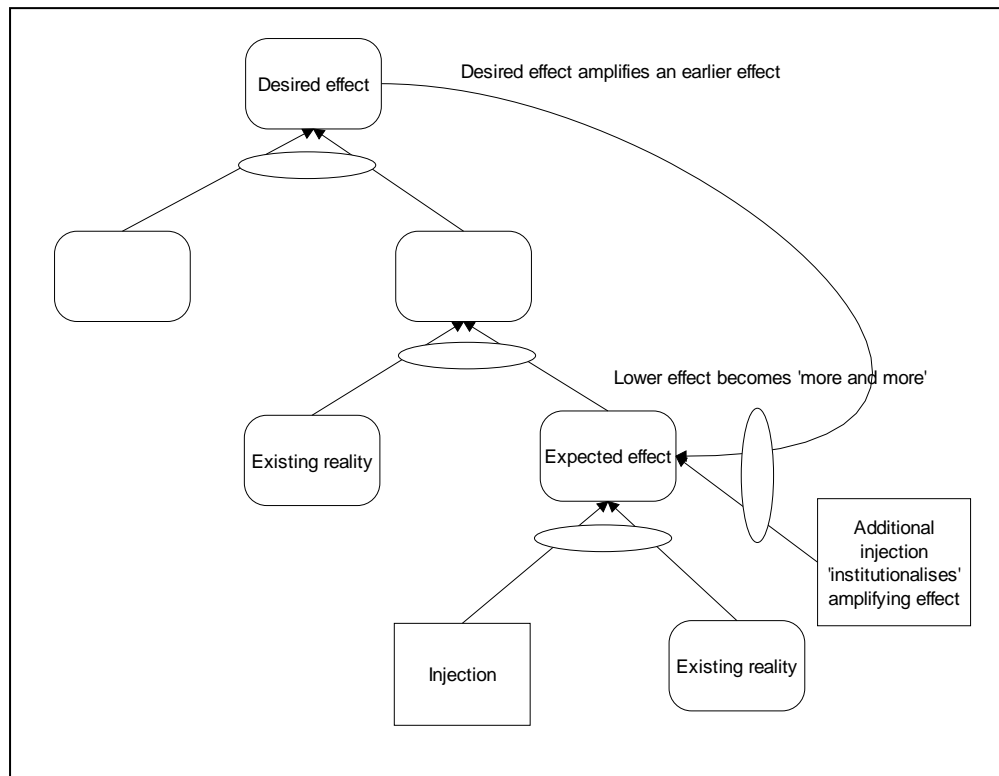 Desired effect amplifies an earlier effect
Desired effect
Lower effect becomes 'more and more'
Existing reality
Expected effect
Additional
injection
'institutionalises'
amplifying effect
Injection
Existing reality